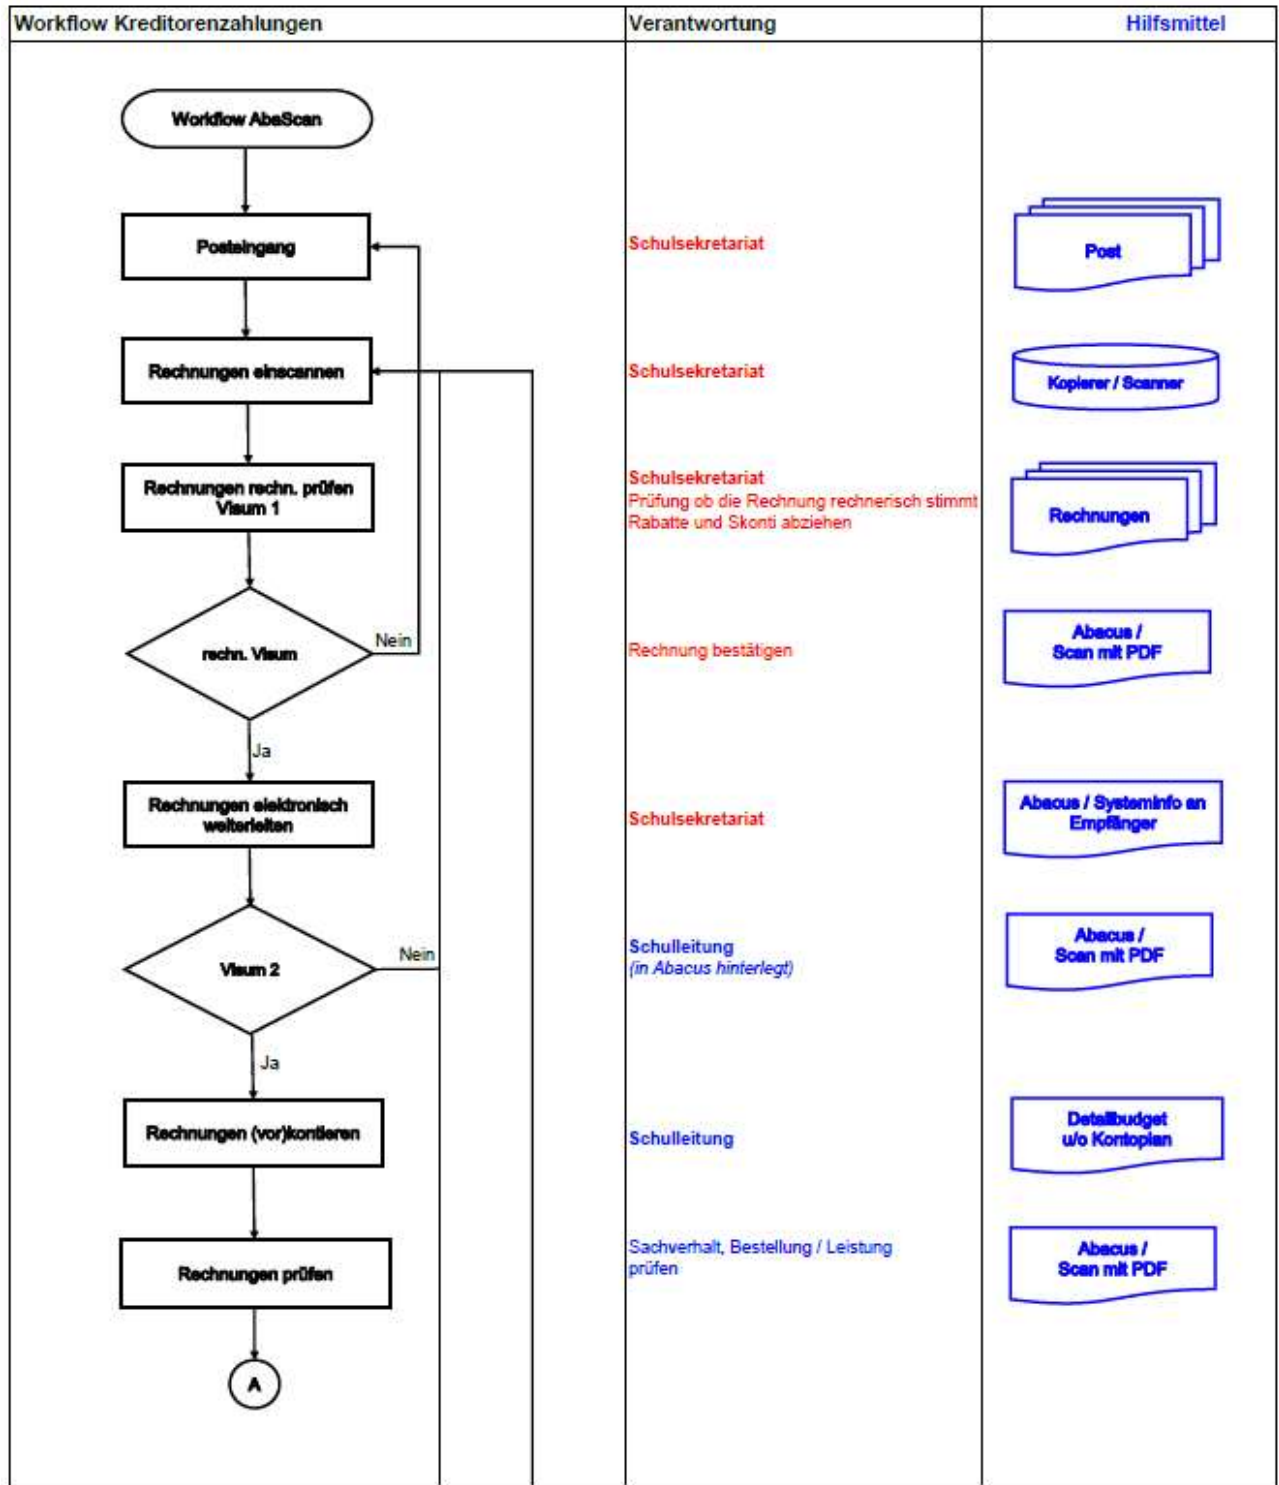 Workflow Kreditorenzahlungen
Verantwortung
Hilfsmittel
Workflow AbaScan
Posteingang
Schulsekretariat
Post
Rechnungen einscannen
Schulsekretariat
Kopierer / Scanner
Rechnungen rechn. prüfen
Visum 1
Schulsekretariat
Prüfung ob die Rechnung rechnerisch stimmt
Rabatte und Skonti abziehen
Rechnungen
rechn. Visum
Nein
Rechnung bestätigen
Abacus /
Scan mit PDF
Ja
Rechnungen elektronisch
weiterleiten
Schulsekretariat
Abacus / Systeminfo an
Empfänger
Visum 2
Nein
Schulleitung
(in Abacus hinterlegt)
Abacus /
Scan mit PDF
Ja
Rechnungen (vor)kontieren
Schulleitung
Detailbudget
u/o Kontoplan
Rechnungen prüfen
Sachverhalt, Bestellung / Leistung
prüfen
Abacus /
Scan mit PDF
A